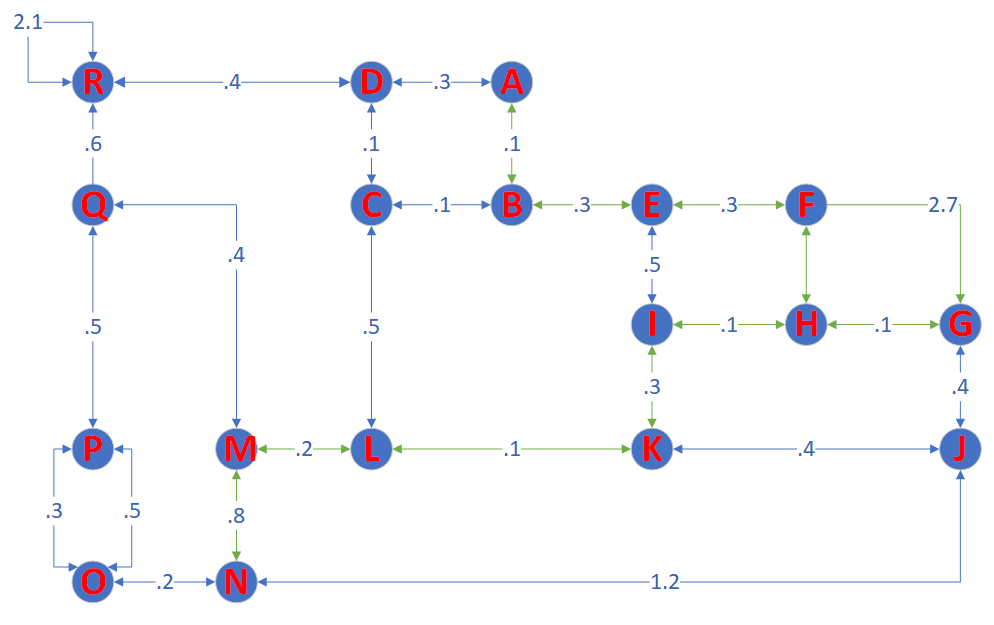 2.1
R .4 D .3 A
.6 .1 .1
Q C .1 B .3 E .3 F 2.7
.4 .5
.5 .5 I .1 H .1 G
.3 .4
P M .2 L .1 K .4 J
.3 .5 .8
O .2 N 1.2